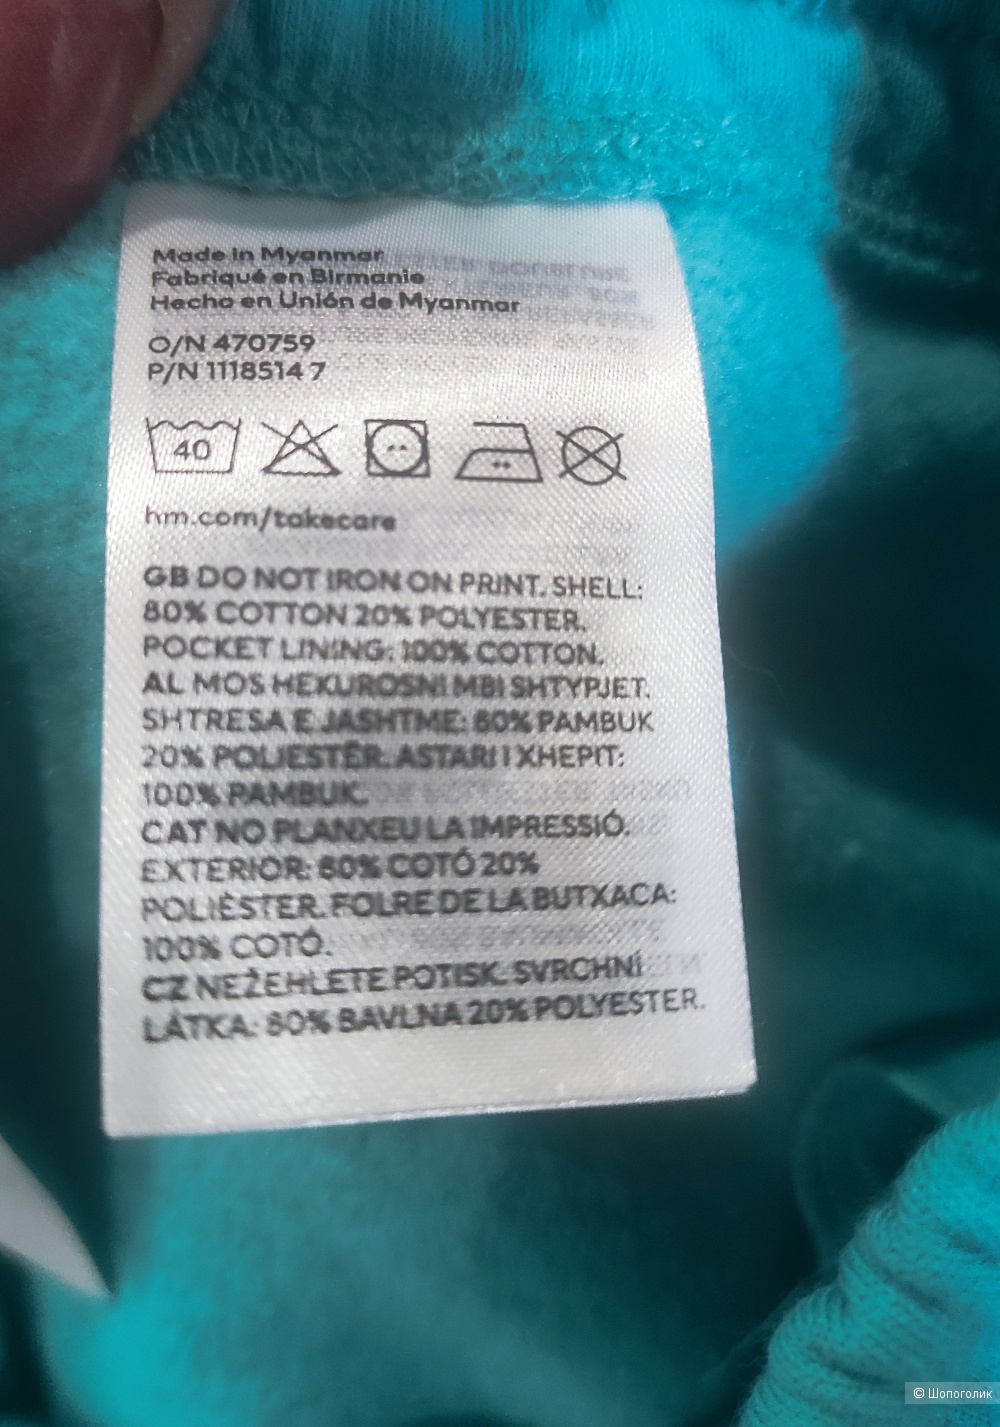 Made in Myanmar
Fabriqué en Birmanie
Hecho en Unión de Myanmar
O/N 470759
P/N 1118514 7
40
hm.com/takecare
GB DO NOT IRON ON PRINT. SHELL:
80% COTTON 20% POLYESTER.
POCKET LINING: 100% COTTON.
AL MOS HEKUROSNI MBI SHTYPJET.
SHTRESA E JASHTME: 80% PAMBUK
20% POLIESTËR. ASTARI I XHEPIT:
100% PAMBUK.
CAT NO PLANXEU LA IMPRESSIÓ.
EXTERIOR: 80% COTÓ 20%
POLIÈSTER. FOLRE DE LA BUTXACA:
100% COTÓ.
CZ NEŽEHLETE POTISK. SVRCHNÍ
LÁTKA: 80% BAVLNA 20% POLYESTER.
© Шопоголик